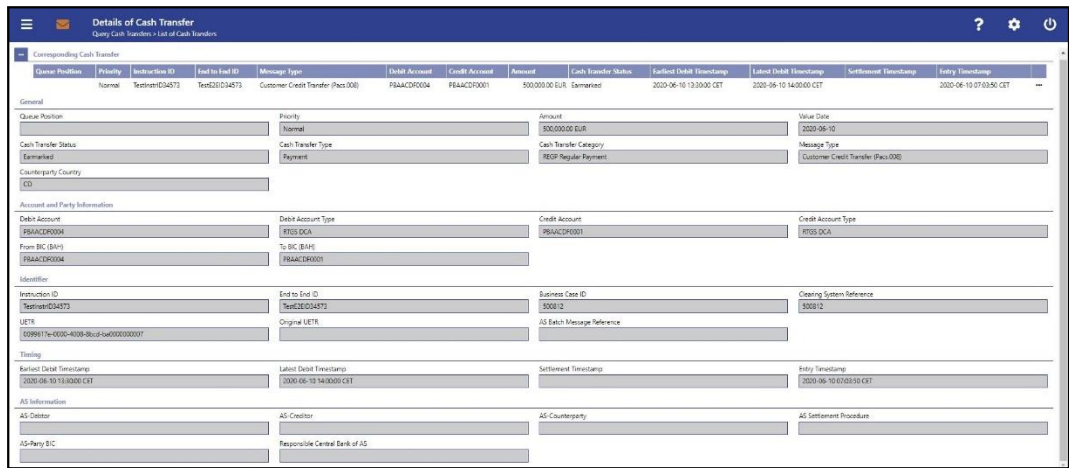 Details of Cash Transfer
Query Cash Transfers > List of Cash Transfers
Corresponding Cash Transfer
Queue Position Priority Instruction ID End to End ID Message Type Debit Account Credit Account Amount Cash Transfer Status Earliest Debit Timestamp Latest Debit Timestamp Settlement Timestamp Entry Timestamp
Normal TestInstrID34573 TestE2EID34573 Customer Credit Transfer (Pacs.008) PBAACDF0004 PBAACDF0001 500,000.00 EUR Earmarked 2020-06-10 13:30:00 CET 2020-06-10 14:00:00 CET 2020-06-10 07:03:50 CET ...
General
Queue Position Priority Amount Value Date
Normal 500,000.00 EUR 2020-06-10
Cash Transfer Status Cash Transfer Type Cash Transfer Category Message Type
Earmarked Payment REGP Regular Payment Customer Credit Transfer (Pacs.008)
Counterparty Country
CD
Account and Party Information
Debit Account Debit Account Type Credit Account Credit Account Type
PBAACDF0004 RTGS DCA PBAACDF0001 RTGS DCA
From BIC (BAH) To BIC (BAH)
PBAACDF0004 PBAACDF0001
Identifier
Instruction ID End to End ID Business Case ID Clearing System Reference
TestInstrID34573 TestE2EID34573 500812 500812
UETR Original UETR AS Batch Message Reference
0099617e-0000-4008-8bcd-ba0000000007
Timing
Earliest Debit Timestamp Latest Debit Timestamp Settlement Timestamp Entry Timestamp
2020-06-10 13:30:00 CET 2020-06-10 14:00:00 CET 2020-06-10 07:03:50 CET
AS Information
AS-Debtor AS-Creditor AS-Counterparty AS Settlement Procedure
AS-Party BIC Responsible Central Bank of AS